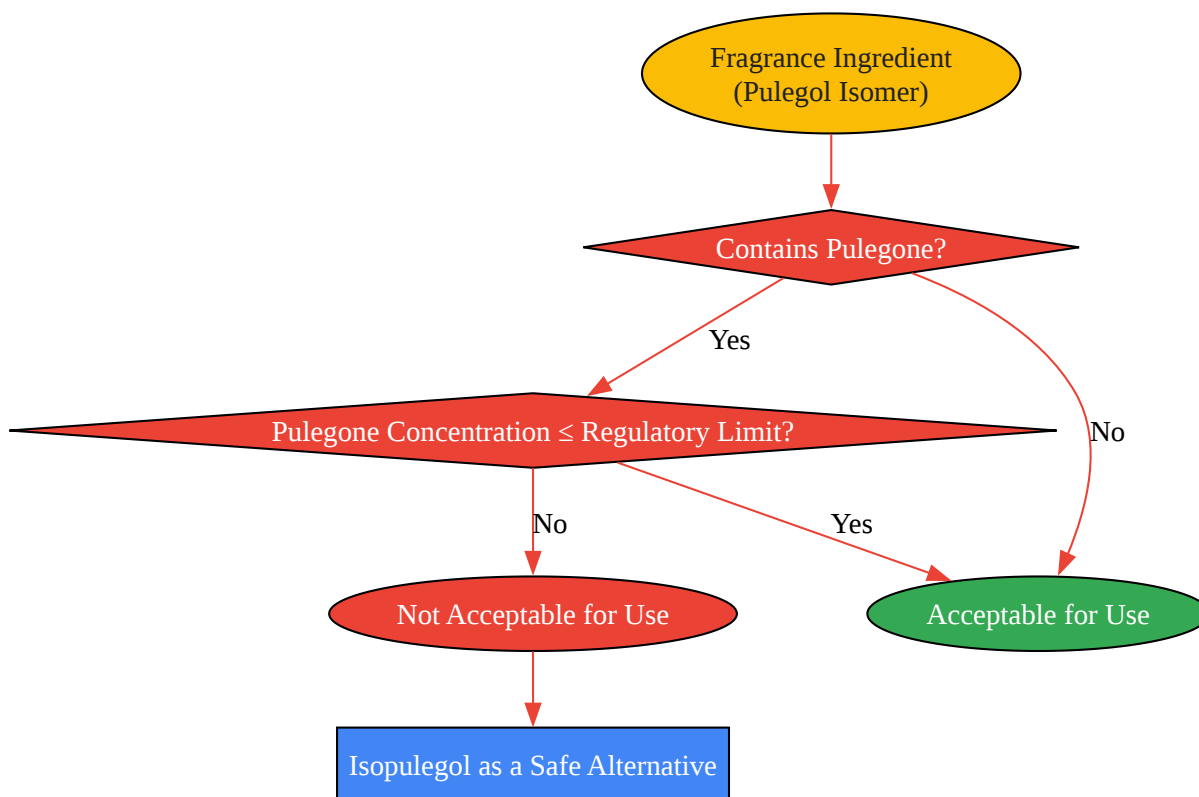 Fragrance Ingredient
(Pulegol Isomer)
Contains Pulegone?
Yes
Pulegone Concentration ≤ Regulatory Limit?
No
No
Yes
Not Acceptable for Use
Acceptable for Use
Isopulegol as a Safe Alternative